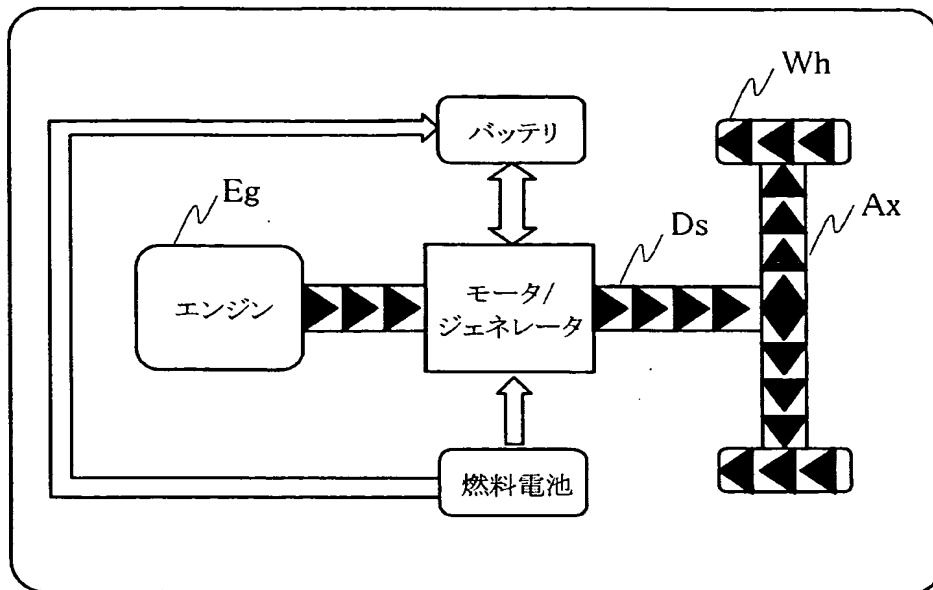 Wh
バッテリ
Eg
Ax
Ds
エンジン
モータ/
ジェネレータ
燃料電池